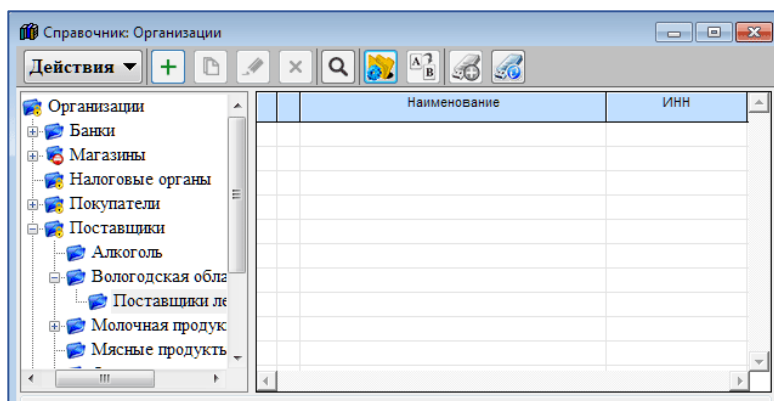 Справочник: Организации
Действия
Наименование ИНН
Организации
Банки
Магазины
Налоговые органы
Покупатели
Поставщики
Алкоголь
Вологодская обла
Поставщики ле
Молочная продук
Мясные продукты